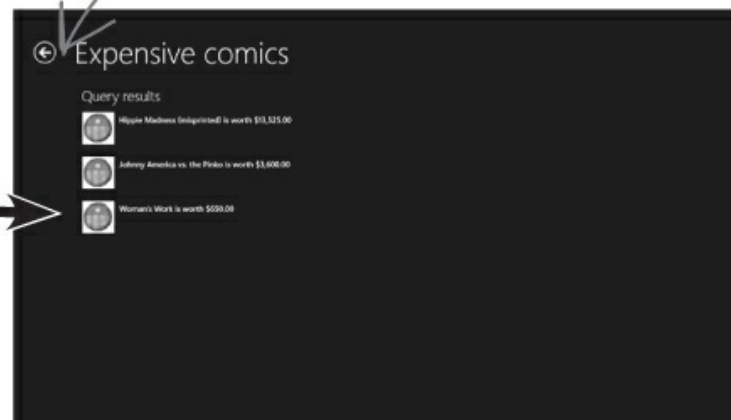 Expensive comics
Query results
Hippie Madness (misprinted) is worth $13,525.00
Johnny America vs. the Pinko is worth $3,600.00
Woman's Work is worth $650.00